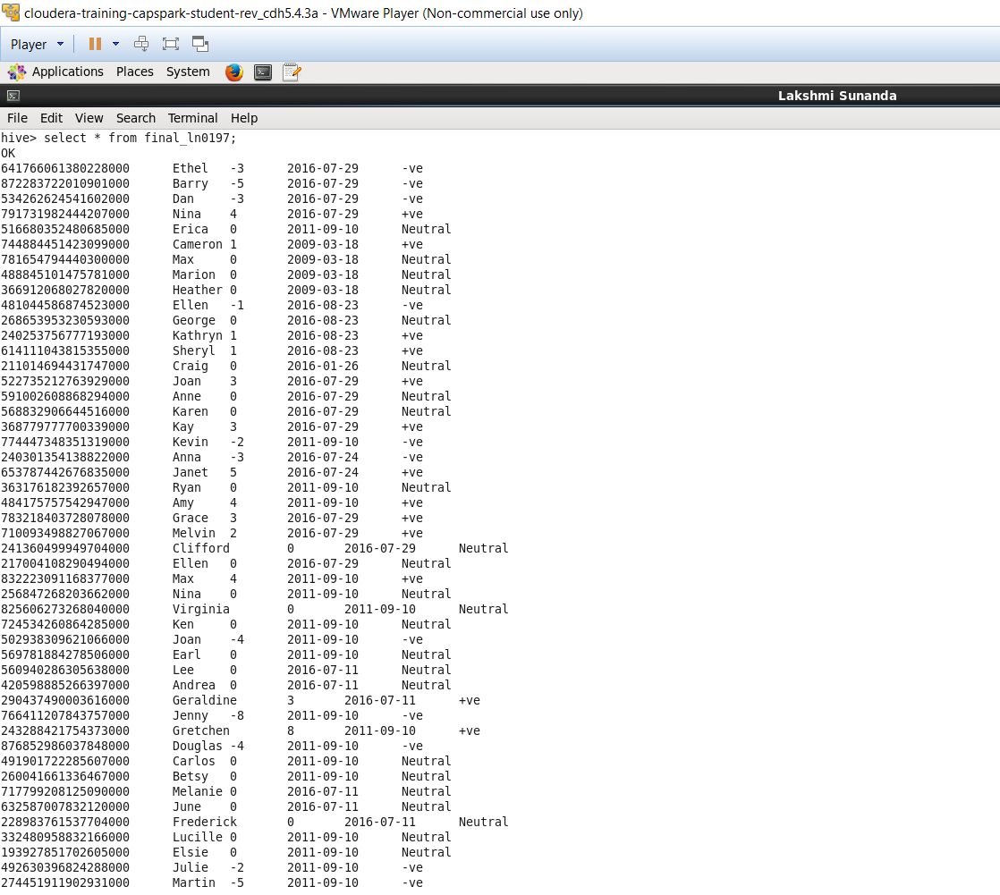 cloudera-training-capspark-student-rev_cdh5.4.3a - VMware Player (Non-commercial use only)
Player
Applications Places System
Lakshmi Sunanda
File Edit View Search Terminal Help
hive> select * from final_ln0197;
OK
641766061380228000 Ethel -3 2016-07-29 -ve
872283722010901000 Barry -5 2016-07-29 -ve
534262624541602000 Dan -3 2016-07-29 -ve
791731982444207000 Nina 4 2016-07-29 +ve
516680352480685000 Erica 0 2011-09-10 Neutral
744884451423099000 Cameron 1 2009-03-18 +ve
781654794440300000 Max 0 2009-03-18 Neutral
488845101475781000 Marion 0 2009-03-18 Neutral
366912068027820000 Heather 0 2009-03-18 Neutral
481044586874523000 Ellen -1 2016-08-23 -ve
268653953230593000 George 0 2016-08-23 Neutral
240253756777193000 Kathryn 1 2016-08-23 +ve
614111043815355000 Sheryl 1 2016-08-23 +ve
211014694431747000 Craig 0 2016-01-26 Neutral
522735212763929000 Joan 3 2016-07-29 +ve
591002608868294000 Anne 0 2016-07-29 Neutral
568832906644516000 Karen 0 2016-07-29 Neutral
368779777700339000 Kay 3 2016-07-29 +ve
774447348351319000 Kevin -2 2011-09-10 -ve
240301354138822000 Anna -3 2016-07-24 -ve
653787442676835000 Janet 5 2016-07-24 +ve
363176182392657000 Ryan 0 2011-09-10 Neutral
484175757542947000 Amy 4 2011-09-10 +ve
783218403728078000 Grace 3 2016-07-29 +ve
710093498827067000 Melvin 2 2016-07-29 +ve
241360499949704000 Clifford 0 2016-07-29 Neutral
217004108290494000 Ellen 0 2016-07-29 Neutral
832223091168377000 Max 4 2011-09-10 +ve
256847268203662000 Nina 0 2011-09-10 Neutral
825606273268040000 Virginia 0 2011-09-10 Neutral
724534260864285000 Ken 0 2011-09-10 Neutral
502938309621066000 Joan -4 2011-09-10 -ve
569781884278506000 Earl 0 2011-09-10 Neutral
560940286305638000 Lee 0 2016-07-11 Neutral
420598885266397000 Andrea 0 2016-07-11 Neutral
290437490003616000 Geraldine 3 2016-07-11 +ve
766411207843757000 Jenny -8 2011-09-10 -ve
243288421754373000 Gretchen 8 2011-09-10 +ve
876852986037848000 Douglas -4 2011-09-10 -ve
491901722285607000 Carlos 0 2011-09-10 Neutral
260041661336467000 Betsy 0 2011-09-10 Neutral
717799208125090000 Melanie 0 2016-07-11 Neutral
632587007832120000 June 0 2016-07-11 Neutral
228983761537704000 Frederick 0 2016-07-11 Neutral
332480958832166000 Lucille 0 2011-09-10 Neutral
193927851702605000 Elsie 0 2011-09-10 Neutral
492630396824288000 Julie -2 2011-09-10 -ve
274451911902931000 Martin -5 2011-09-10 -ve